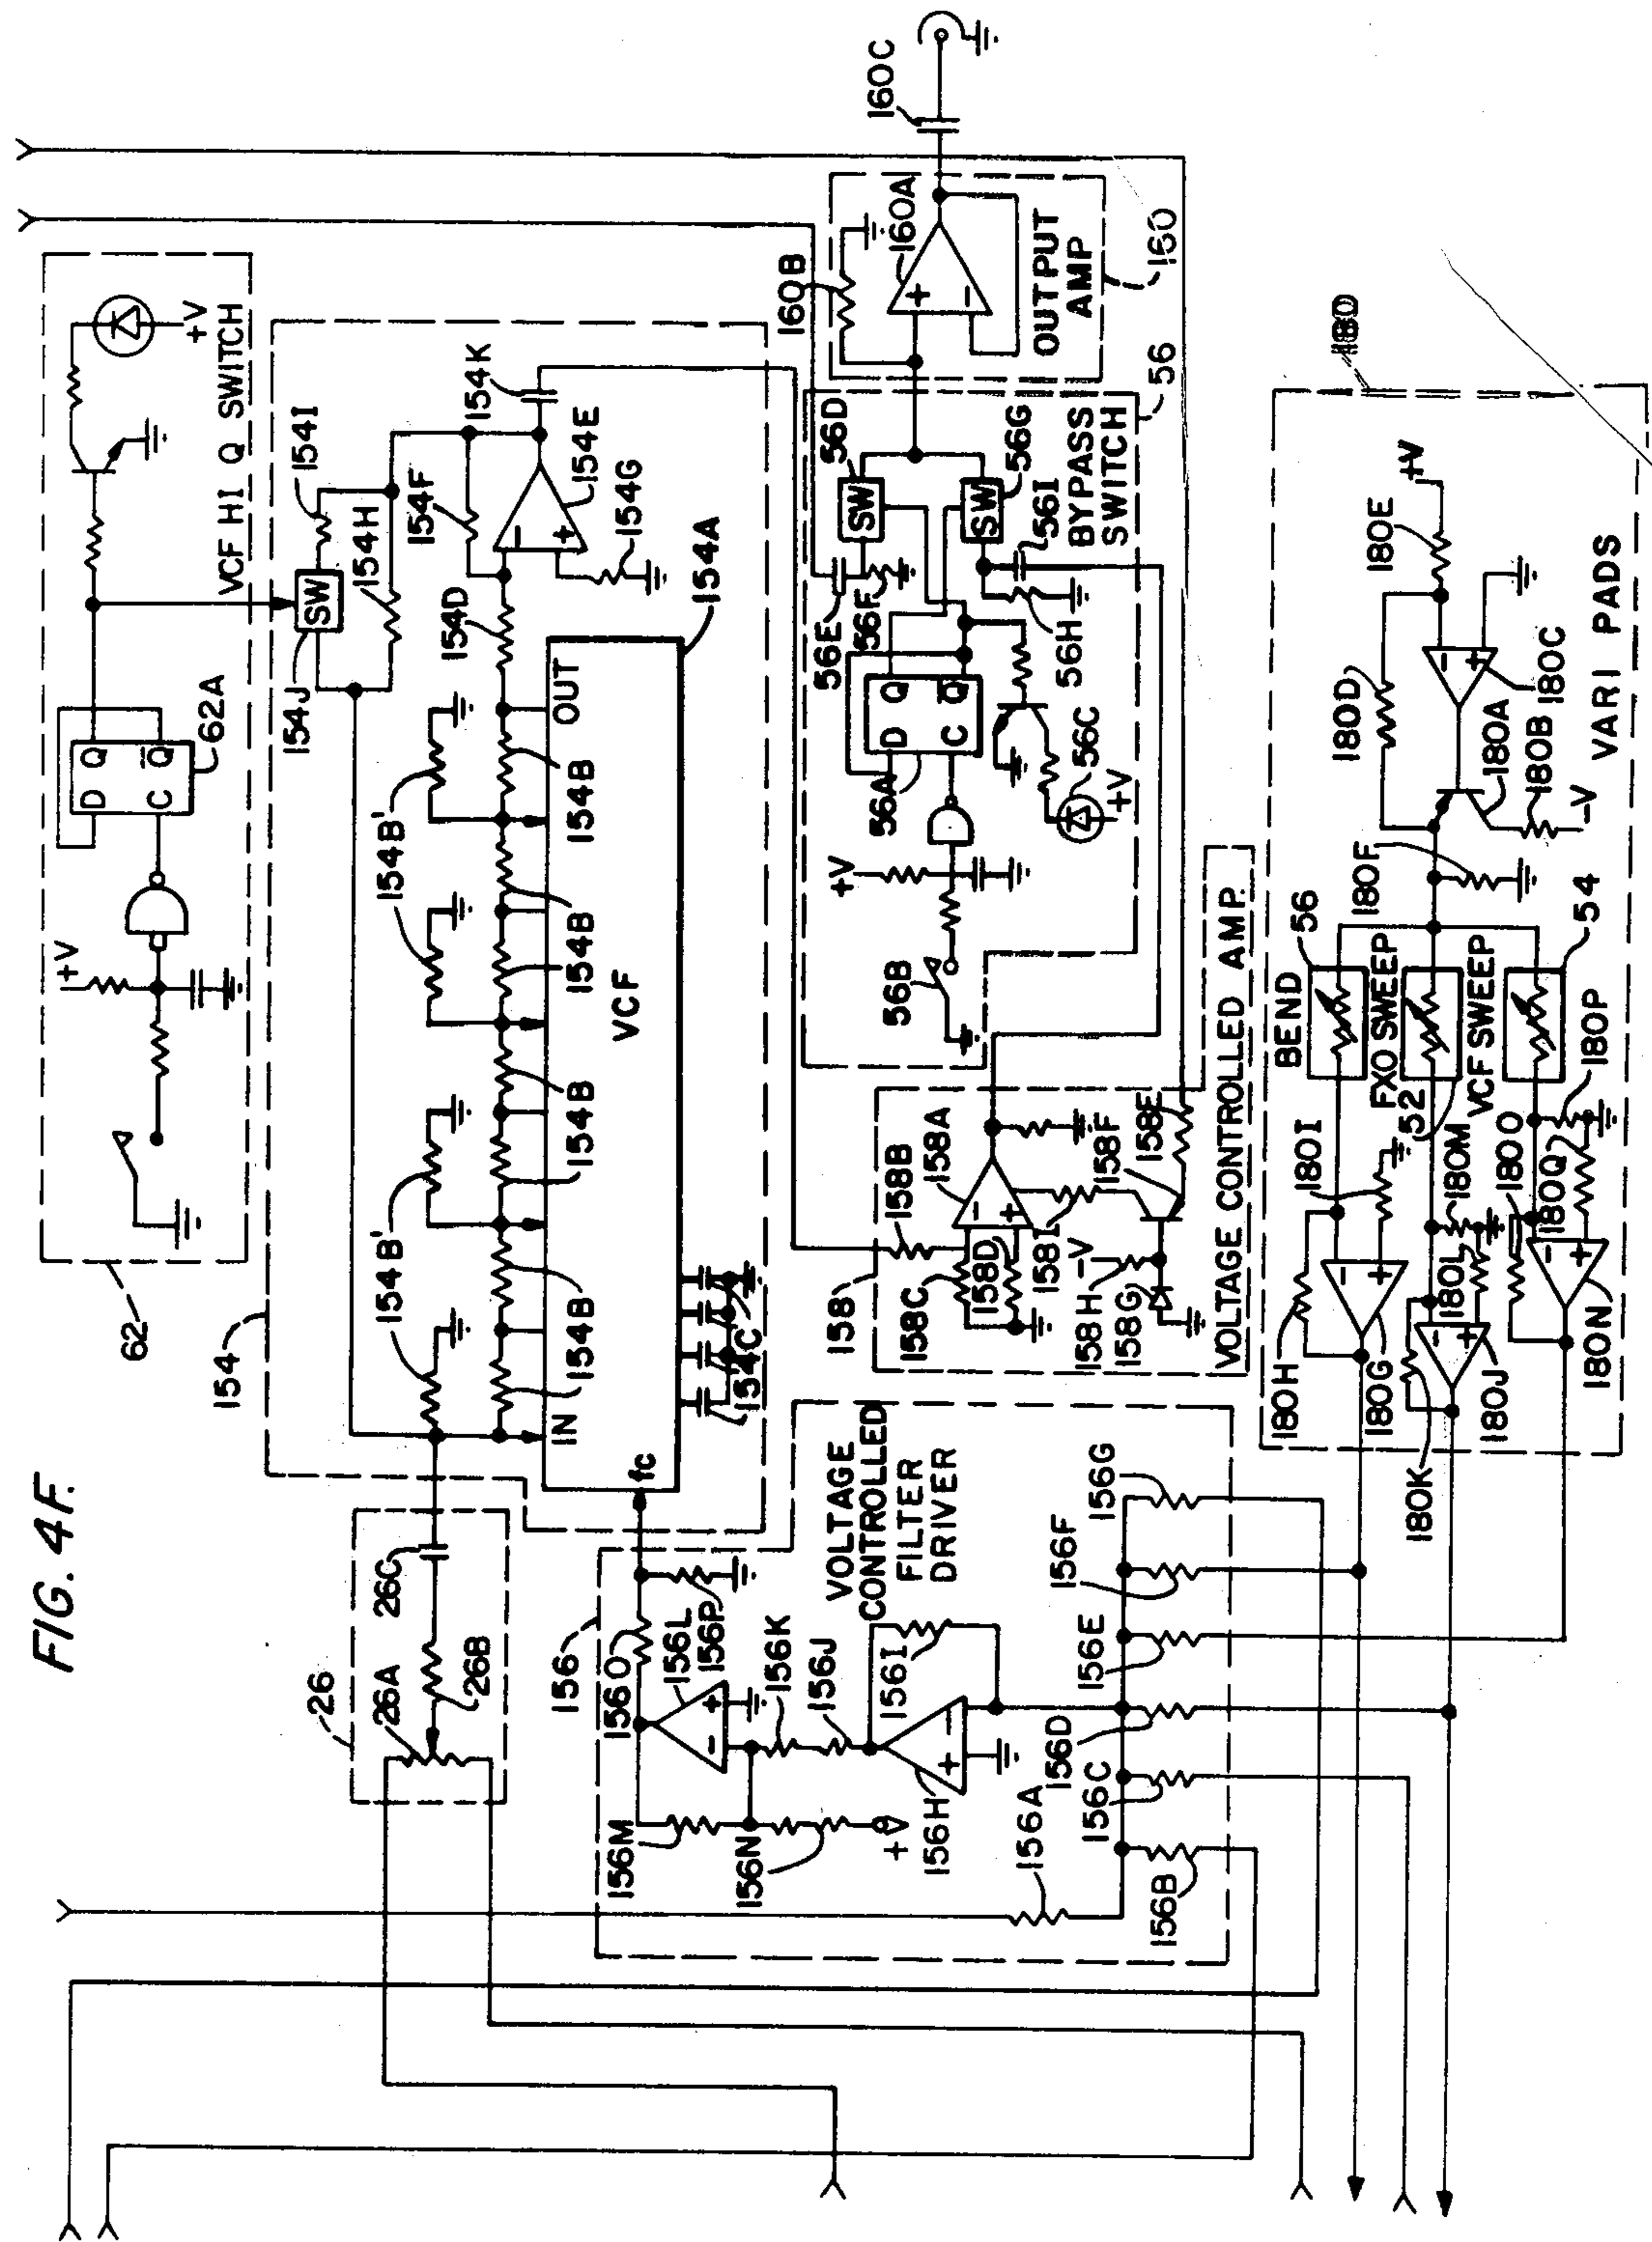 FIG. 4F.
62
+V
D
Q
C
Q
62A
+V
VCF HI Q SWITCH
154
154J
SW
154I
154H
154F
154K
154E
154G
154D
154B'
154B'
154B'
154B
154B
154B
154B
154B
IN
OUT
fc
VCF
154A
154C
26
26A
26B
26C
156
156O
156L
156P
156K
156J
156M
156N
+V
156H
156I
VOLTAGE
CONTROLLED
FILTER
DRIVER
156A
156B
156C
156D
156E
156F
156G
158
158B
158A
158C
158D
158I
158F
158F
-V
158H
158G
VOLTAGE CONTROLLED AMP.
56B
+V
56A
D
Q
C
Q
56C
+V
56E
56F
56D
SW
SW
56G
56I
56H
BYPASS
SWITCH
56
160B
160A
OUTPUT
AMP
160
160C
180
BEND
56
FXO SWEEP
52
VCF SWEEP
54
180H
180I
180G
180K
180L
180M
180J
180O
180Q
180P
180N
180F
180D
180A
180B
-V
180C
180E
+V
VARI PADS